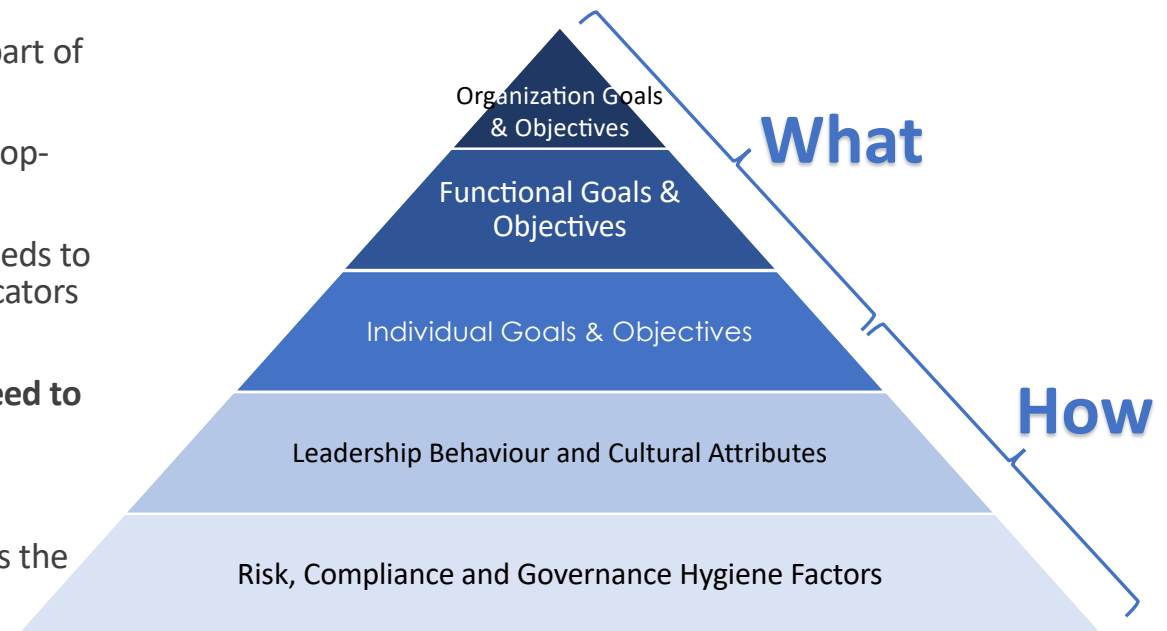 part of
op-
eds to
cators
eed to
s the
Organization Goals
& Objectives
Functional Goals &
Objectives
Individual Goals & Objectives
Leadership Behaviour and Cultural Attributes
Risk, Compliance and Governance Hygiene Factors
What
How